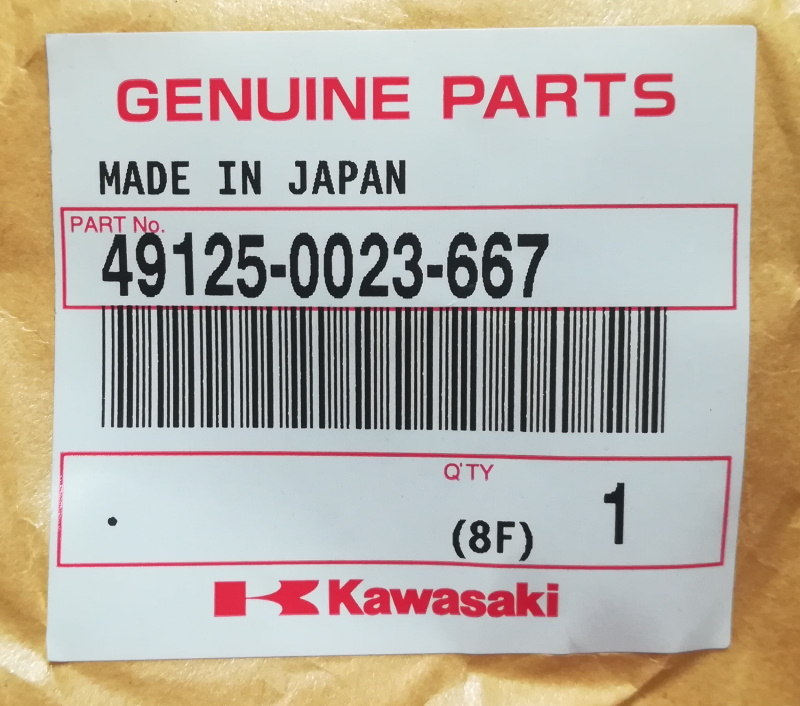 GENUINE PARTS
MADE IN JAPAN
PART No.
49125-0023-667
Q'TY
. (8F) 1
Kawasaki